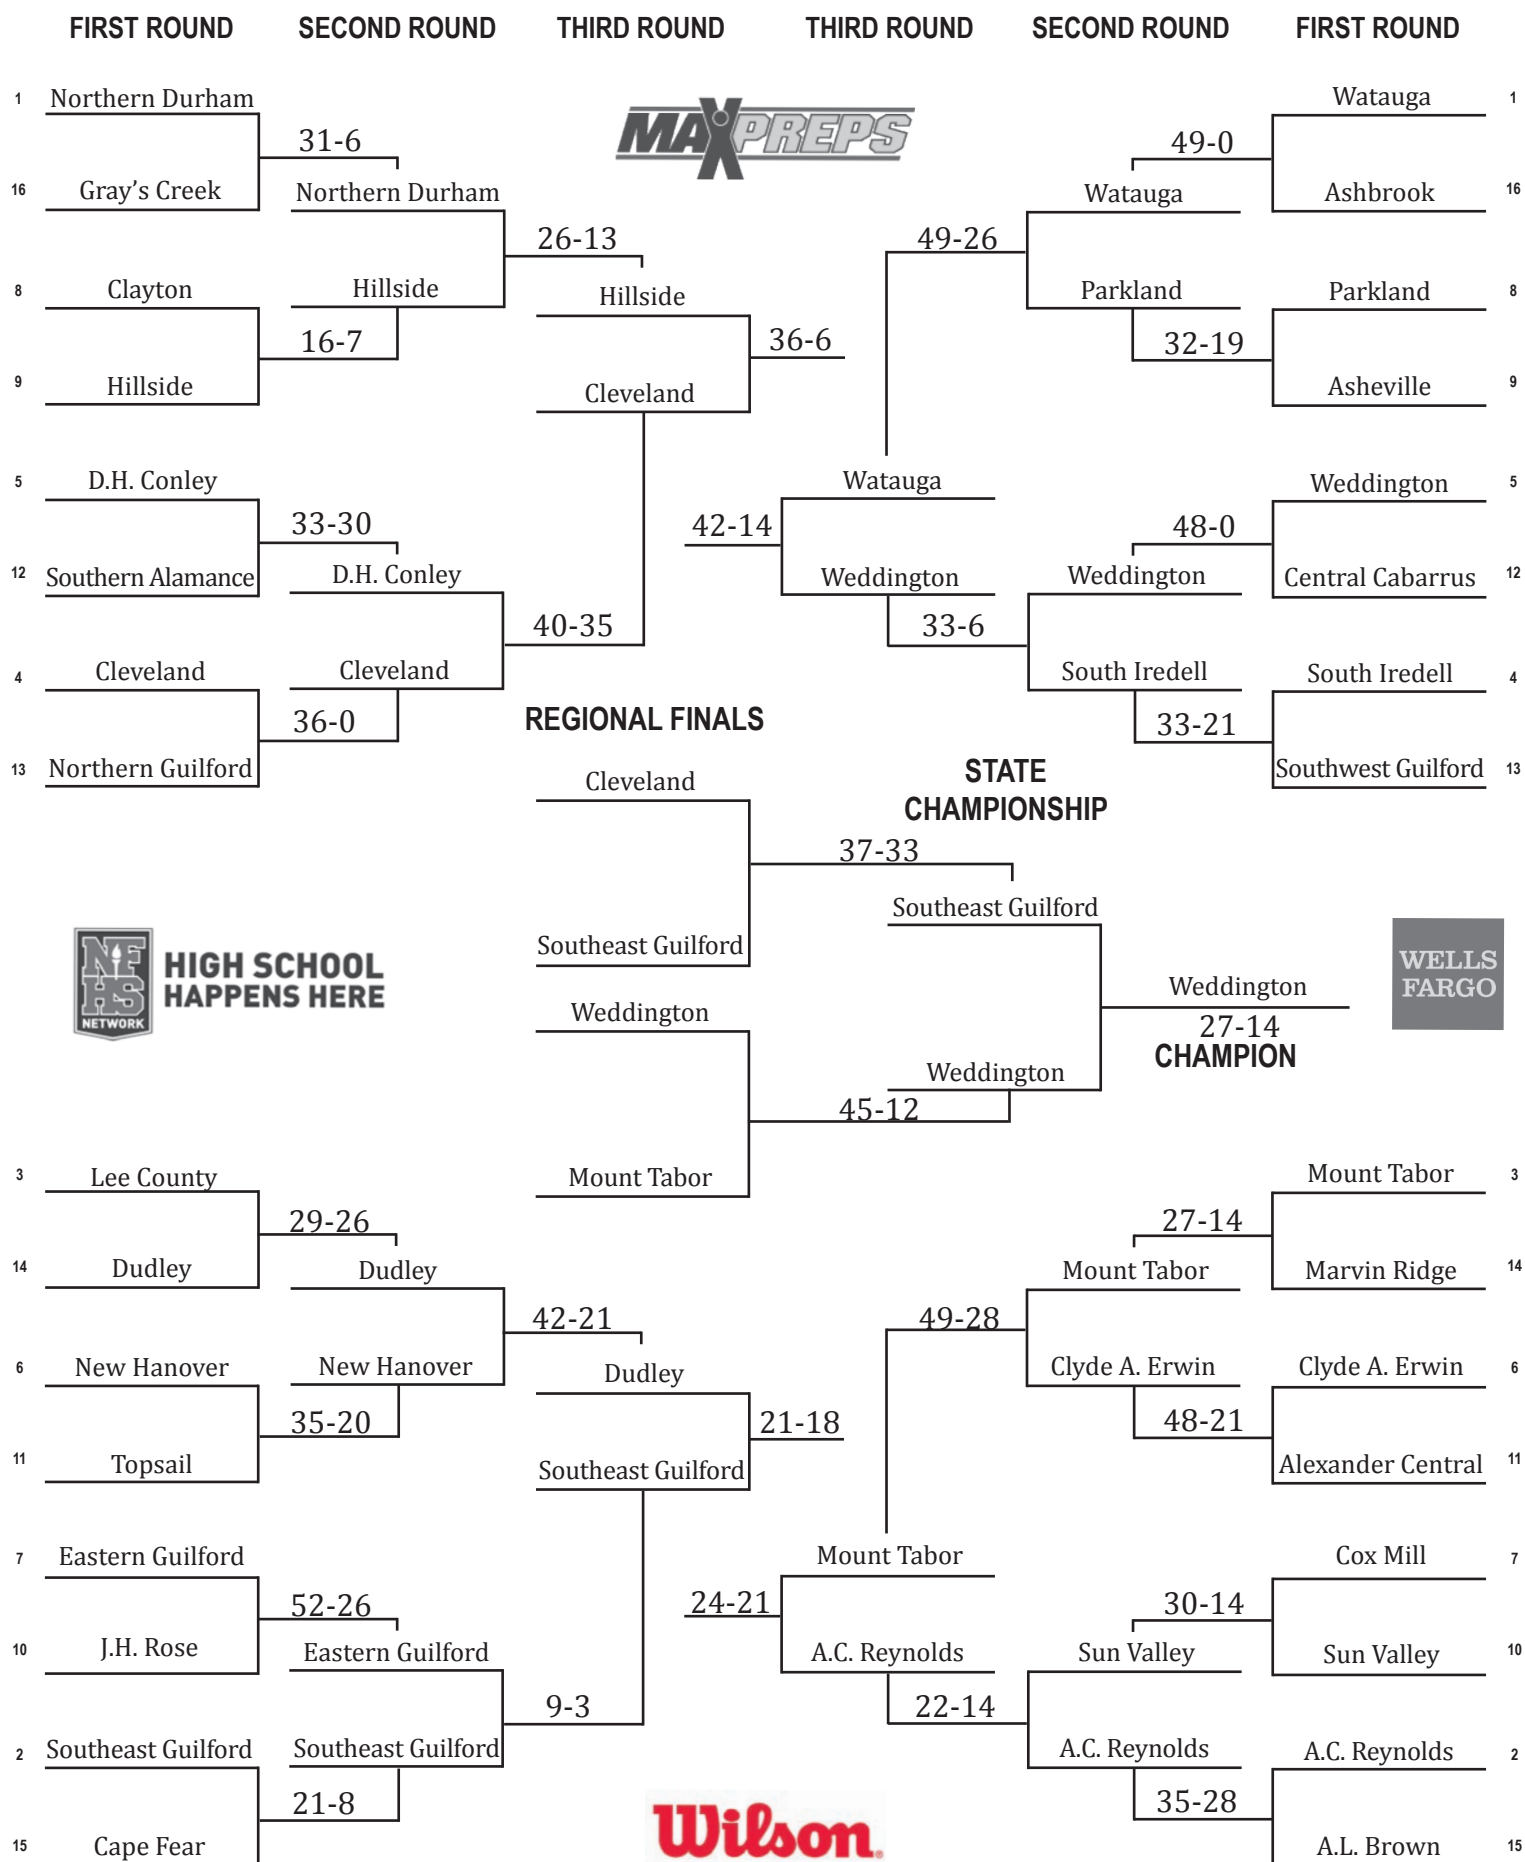 FIRST ROUND SECOND ROUND THIRD ROUND THIRD ROUND SECOND ROUND FIRST ROUND
1 Northern Durham Watauga 1
MAXPREPS
31-6 49-0
16 Gray’s Creek Northern Durham Watauga Ashbrook 16
26-13 49-26
8 Clayton Hillside Hillside Parkland Parkland 8
16-7 36-6 32-19
9 Hillside Cleveland Asheville 9
5 D.H. Conley Watauga Weddington 5
33-30 42-14 48-0
12 Southern Alamance D.H. Conley Weddington Weddington Central Cabarrus 12
40-35 33-6
4 Cleveland Cleveland South Iredell South Iredell 4
36-0 REGIONAL FINALS 33-21
13 Northern Guilford Southwest Guilford 13
Cleveland STATE
CHAMPIONSHIP
37-33
Southeast Guilford
NFHS NETWORK
HIGH SCHOOL
HAPPENS HERE
Southeast Guilford
WELLS
FARGO
Weddington
Weddington
27-14
CHAMPION
Weddington
45-12
3 Lee County Mount Tabor Mount Tabor 3
29-26 27-14
14 Dudley Dudley Mount Tabor Marvin Ridge 14
42-21 49-28
6 New Hanover New Hanover Dudley Clyde A. Erwin Clyde A. Erwin 6
35-20 21-18 48-21
11 Topsail Southeast Guilford Alexander Central 11
7 Eastern Guilford Mount Tabor Cox Mill 7
52-26 24-21 30-14
10 J.H. Rose Eastern Guilford A.C. Reynolds Sun Valley Sun Valley 10
9-3 22-14
2 Southeast Guilford Southeast Guilford A.C. Reynolds A.C. Reynolds 2
21-8 35-28
Wilson
15 Cape Fear A.L. Brown 15